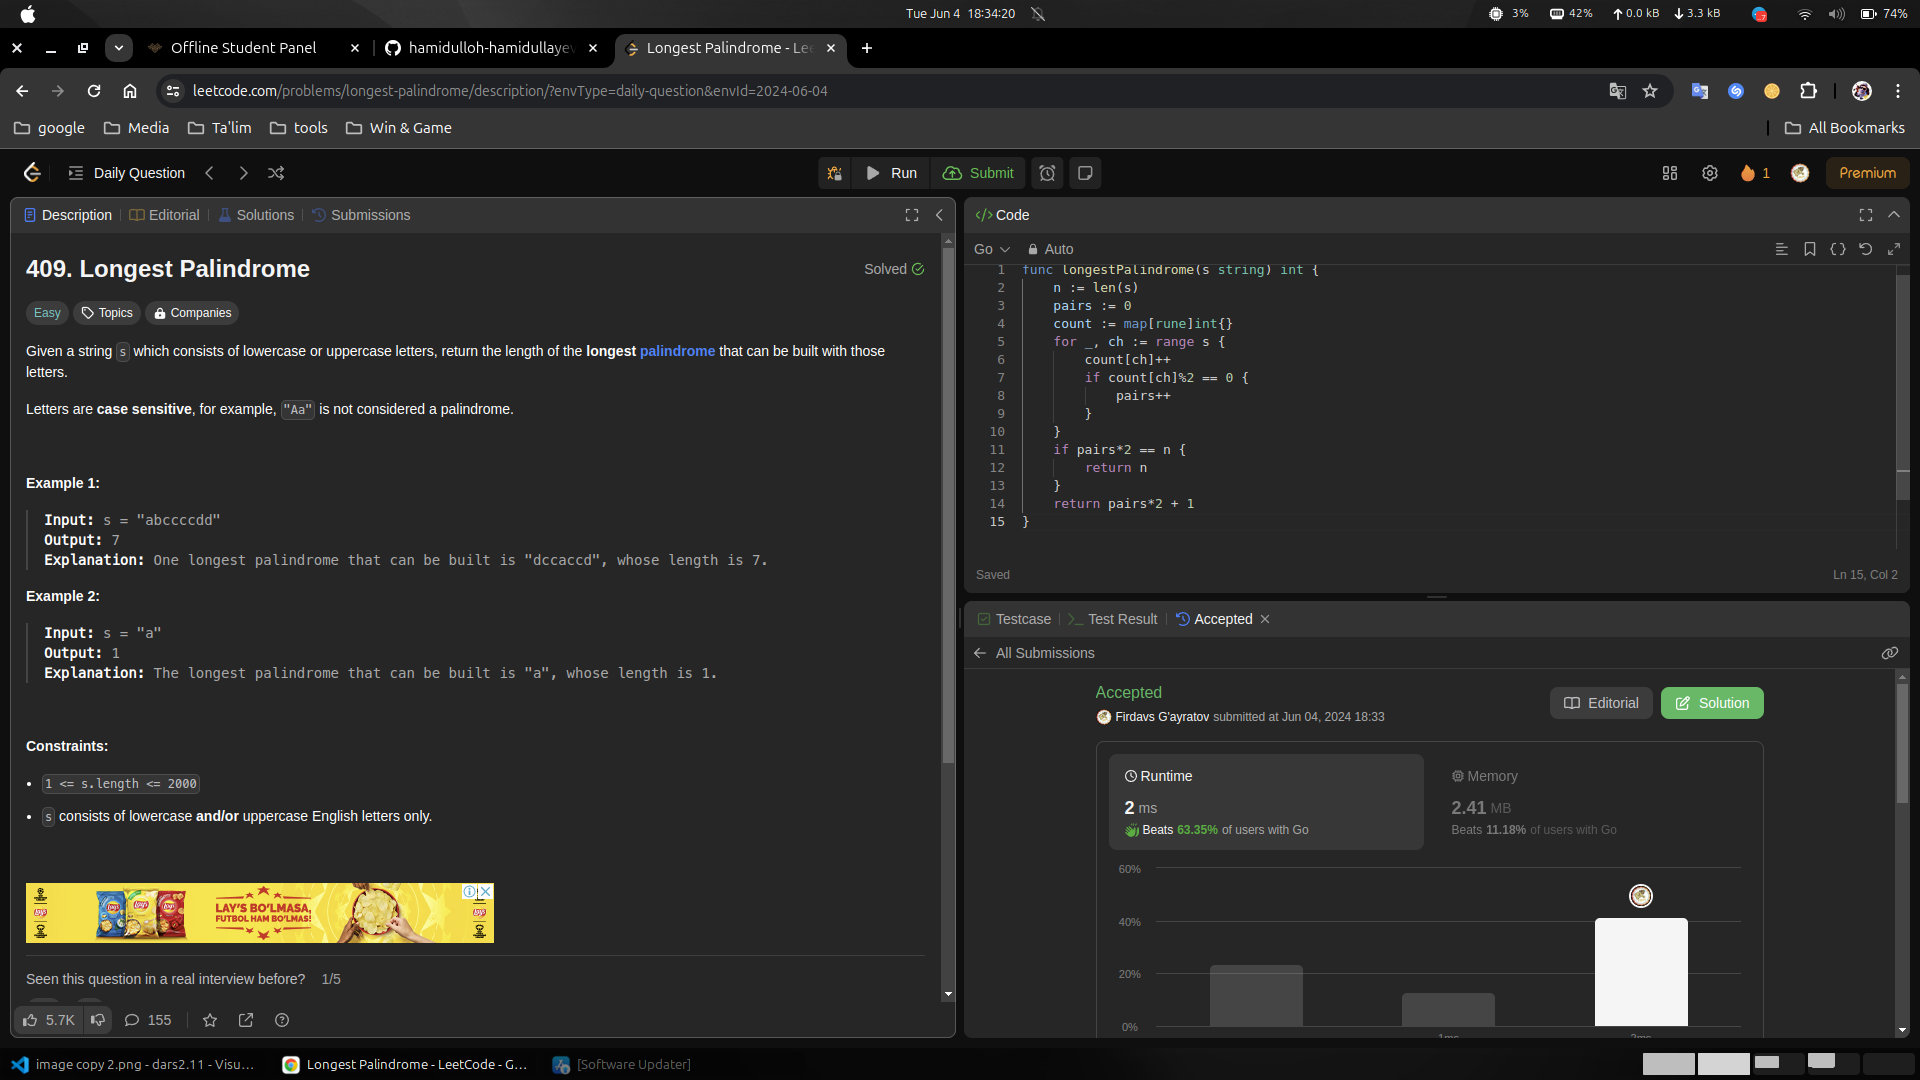 Tue Jun 4 18:34:20
3%
42%
0.0 kB
3.3 kB
74%
Offline Student Panel
hamidulloh-hamidullayev
Longest Palindrome - Lee
leetcode.com/problems/longest-palindrome/description/?envType=daily-question&envId=2024-06-04
google
Media
Ta'lim
tools
Win & Game
All Bookmarks
Daily Question
Run
Submit
1
Premium
Description
Editorial
Solutions
Submissions
409. Longest Palindrome
Solved
Easy
Topics
Companies
Given a string s which consists of lowercase or uppercase letters, return the length of the longest palindrome that can be built with those
letters.
Letters are case sensitive, for example, "Aa" is not considered a palindrome.
Example 1:
Input: s = "abccccdd"
Output: 7
Explanation: One longest palindrome that can be built is "dccaccd", whose length is 7.
Example 2:
Input: s = "a"
Output: 1
Explanation: The longest palindrome that can be built is "a", whose length is 1.
Constraints:
1 <= s.length <= 2000
s consists of lowercase and/or uppercase English letters only.
LAY'S BO'LMASA,
FUTBOL HAM BO'LMAS!
Seen this question in a real interview before? 1/5
5.7K
155
Code
Go
Auto
1 func longestPalindrome(s string) int {
2 n := len(s)
3 pairs := 0
4 count := map[rune]int{}
5 for _, ch := range s {
6 count[ch]++
7 if count[ch]%2 == 0 {
8 pairs++
9 }
10 }
11 if pairs*2 == n {
12 return n
13 }
14 return pairs*2 + 1
15 }
Saved
Ln 15, Col 2
Testcase
Test Result
Accepted
All Submissions
Accepted
Firdavs G'ayratov submitted at Jun 04, 2024 18:33
Editorial
Solution
Runtime
2 ms
Beats 63.35% of users with Go
Memory
2.41 MB
Beats 11.18% of users with Go
60%
40%
20%
0%
1ms
2ms
image copy 2.png - dars2.11 - Visu...
Longest Palindrome - LeetCode - G...
[Software Updater]